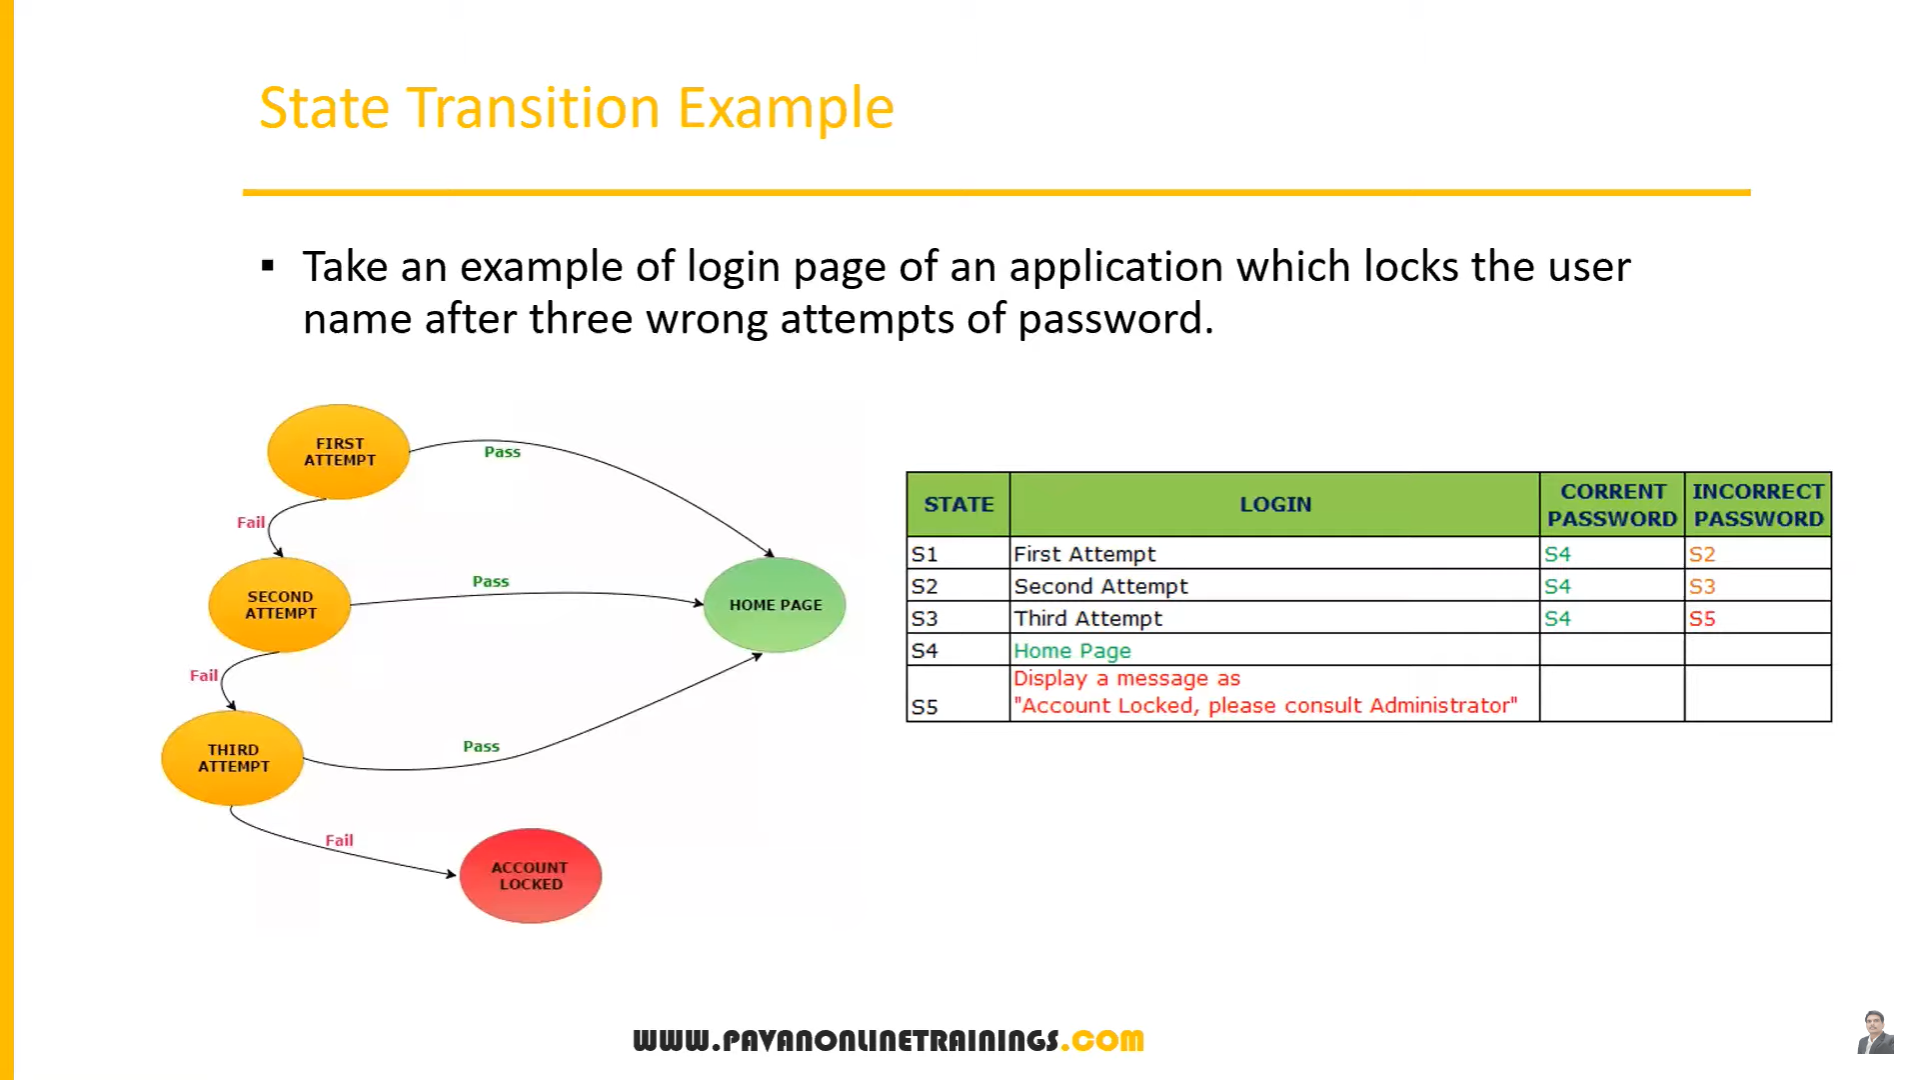 State Transition Example
▪ Take an example of login page of an application which locks the user
name after three wrong attempts of password.
FIRST
ATTEMPT
Pass
Fail
SECOND
ATTEMPT
Pass
HOME PAGE
Fail
THIRD
ATTEMPT
Pass
Fail
ACCOUNT
LOCKED
STATE LOGIN CORRENT PASSWORD INCORRECT PASSWORD
S1 First Attempt S4 S2
S2 Second Attempt S4 S3
S3 Third Attempt S4 S5
S4 Home Page
Display a message as
S5 "Account Locked, please consult Administrator"
WWW.PAVANONLINETRAININGS.COM